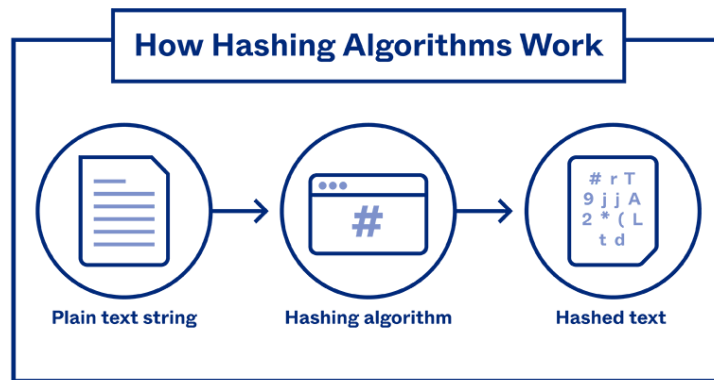 How Hashing Algorithms Work
#
# r T
9 j j A
2 * ( L
t d
Plain text string
Hashing algorithm
Hashed text